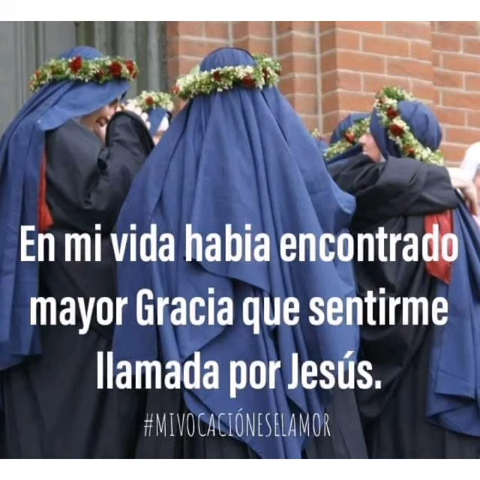 En mi vida habia encontrado
mayor Gracia que sentirme
llamada por Jesús.
#MIVOCACIÓNESELAMOR